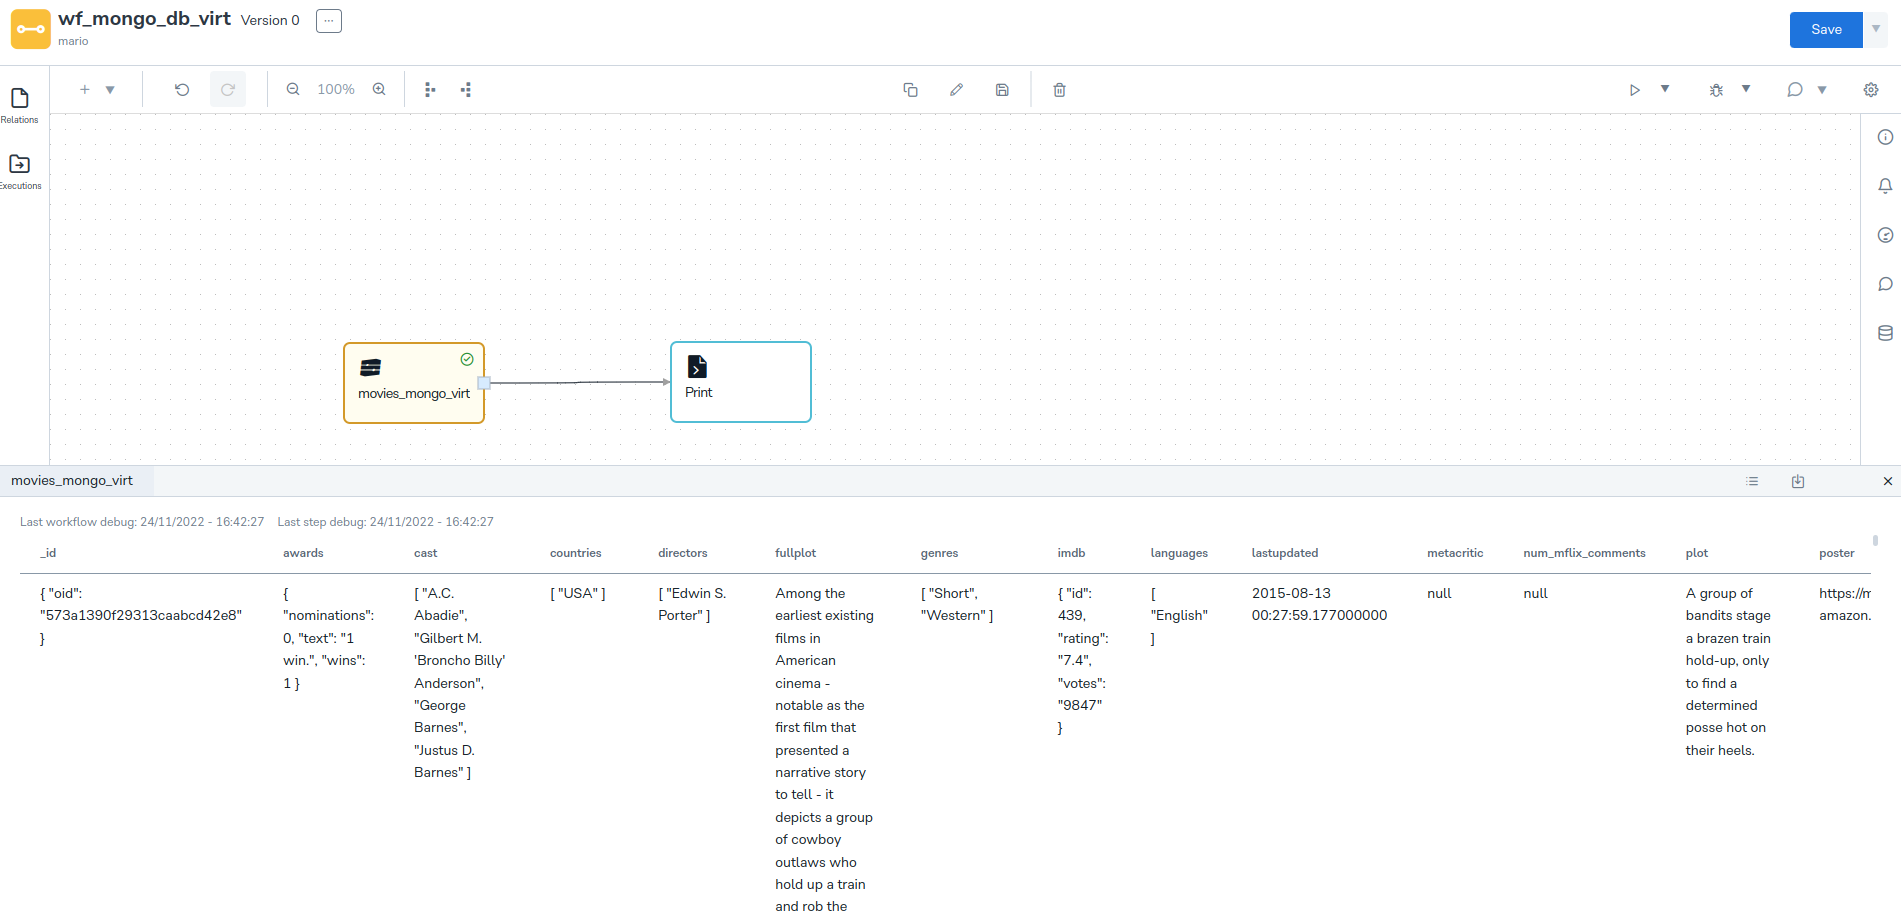 wf_mongo_db_virt Version 0 ...
mario
Save
100%
Relations
Executions
movies_mongo_virt
Print
movies_mongo_virt
Last workflow debug: 24/11/2022 - 16:42:27 Last step debug: 24/11/2022 - 16:42:27
_id awards cast countries directors fullplot genres imdb languages lastupdated metacritic num_mflix_comments plot poster
{ "oid":
"573a1390f29313caabcd42e8"
}
{
"nominations":
0, "text": "1
win.", "wins":
1 }
[ "A.C.
Abadie",
"Gilbert M.
'Broncho Billy'
Anderson",
"George
Barnes",
"Justus D.
Barnes" ]
[ "USA" ]
[ "Edwin S.
Porter" ]
Among the
earliest existing
films in
American
cinema -
notable as the
first film that
presented a
narrative story
to tell - it
depicts a group
of cowboy
outlaws who
hold up a train
and rob the
[ "Short",
"Western" ]
{ "id":
439,
"rating":
"7.4",
"votes":
"9847"
}
[
"English"
]
2015-08-13
00:27:59.177000000
null
null
A group of
bandits stage
a brazen train
hold-up, only
to find a
determined
posse hot on
their heels.
https://m
amazon.